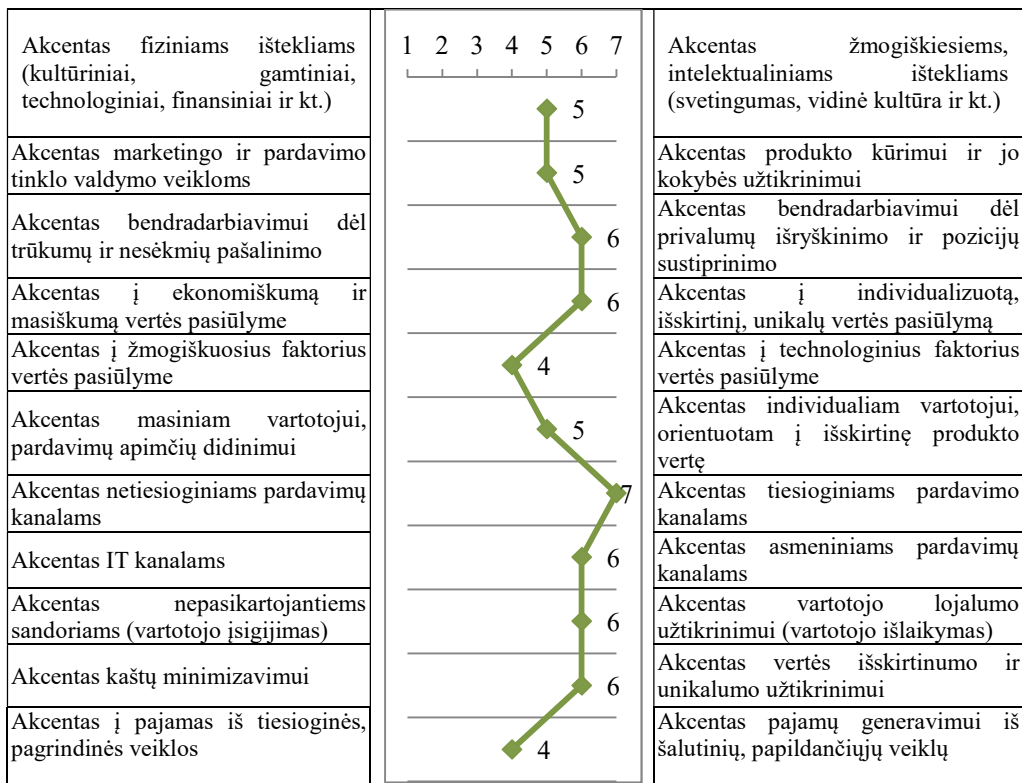 Akcentas fiziniams ištekliams
(kultūriniai, gamtiniai,
technologiniai, finansiniai ir kt.)
1 2 3 4 5 6 7
5
Akcentas žmogiškiesiems,
intelektualiniams ištekliams
(svetingumas, vidinė kultūra ir kt.)
Akcentas marketingo ir pardavimo
tinklo valdymo veikloms
5
Akcentas produkto kūrimui ir jo
kokybės užtikrinimui
Akcentas bendradarbiavimui dėl
trūkumų ir nesėkmių pašalinimo
6
Akcentas bendradarbiavimui dėl
privalumų išryškinimo ir pozicijų
sustiprinimo
Akcentas į ekonomiškumą ir
masiškumą vertės pasiūlyme
6
Akcentas į individualizuotą,
išskirtinį, unikalų vertės pasiūlymą
Akcentas į žmogiškuosius faktorius
vertės pasiūlyme
4
Akcentas į technologinius faktorius
vertės pasiūlyme
Akcentas masiniam vartotojui,
pardavimų apimčių didinimui
5
Akcentas individualiam vartotojui,
orientuotam į išskirtinę produkto
vertę
Akcentas netiesioginiams pardavimų
kanalams
7
Akcentas tiesioginiams pardavimo
kanalams
Akcentas IT kanalams
6
Akcentas asmeniniams pardavimų
kanalams
Akcentas nepasikartojantiems
sandoriams (vartotojo įsigijimas)
6
Akcentas vartotojo lojalumo
užtikrinimui (vartotojo išlaikymas)
Akcentas kaštų minimizavimui
6
Akcentas vertės išskirtinumo ir
unikalumo užtikrinimui
Akcentas į pajamas iš tiesioginės,
pagrindinės veiklos
4
Akcentas pajamų generavimui iš
šalutinių, papildančiųjų veiklų